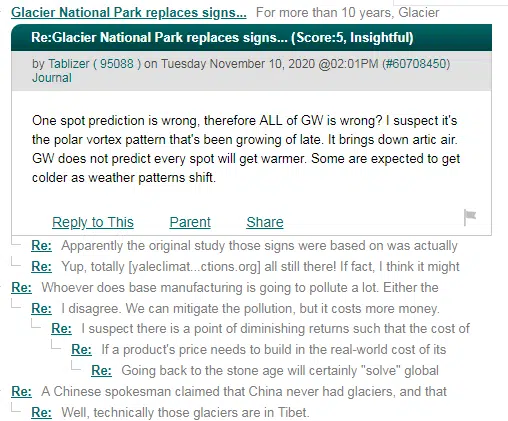 Glacier National Park replaces signs... For more than 10 years, Glacier
Re:Glacier National Park replaces signs... (Score:5, Insightful)
by Tablizer ( 95088 ) on Tuesday November 10, 2020 @02:01PM (#60708450)
Journal
One spot prediction is wrong, therefore ALL of GW is wrong? I suspect it's
the polar vortex pattern that's been growing of late. It brings down artic air.
GW does not predict every spot will get warmer. Some are expected to get
colder as weather patterns shift.
Reply to This Parent Share
Re: Apparently the original study those signs were based on was actually
Re: Yup, totally [yaleclimat...ctions.org] all still there! If fact, I think it might
Re: Whoever does base manufacturing is going to pollute a lot. Either the
Re: I disagree. We can mitigate the pollution, but it costs more money.
Re: I suspect there is a point of diminishing returns such that the cost of
Re: If a product's price needs to build in the real-world cost of its
Re: Going back to the stone age will certainly "solve" global
Re: A Chinese spokesman claimed that China never had glaciers, and that
Re: Well, technically those glaciers are in Tibet.